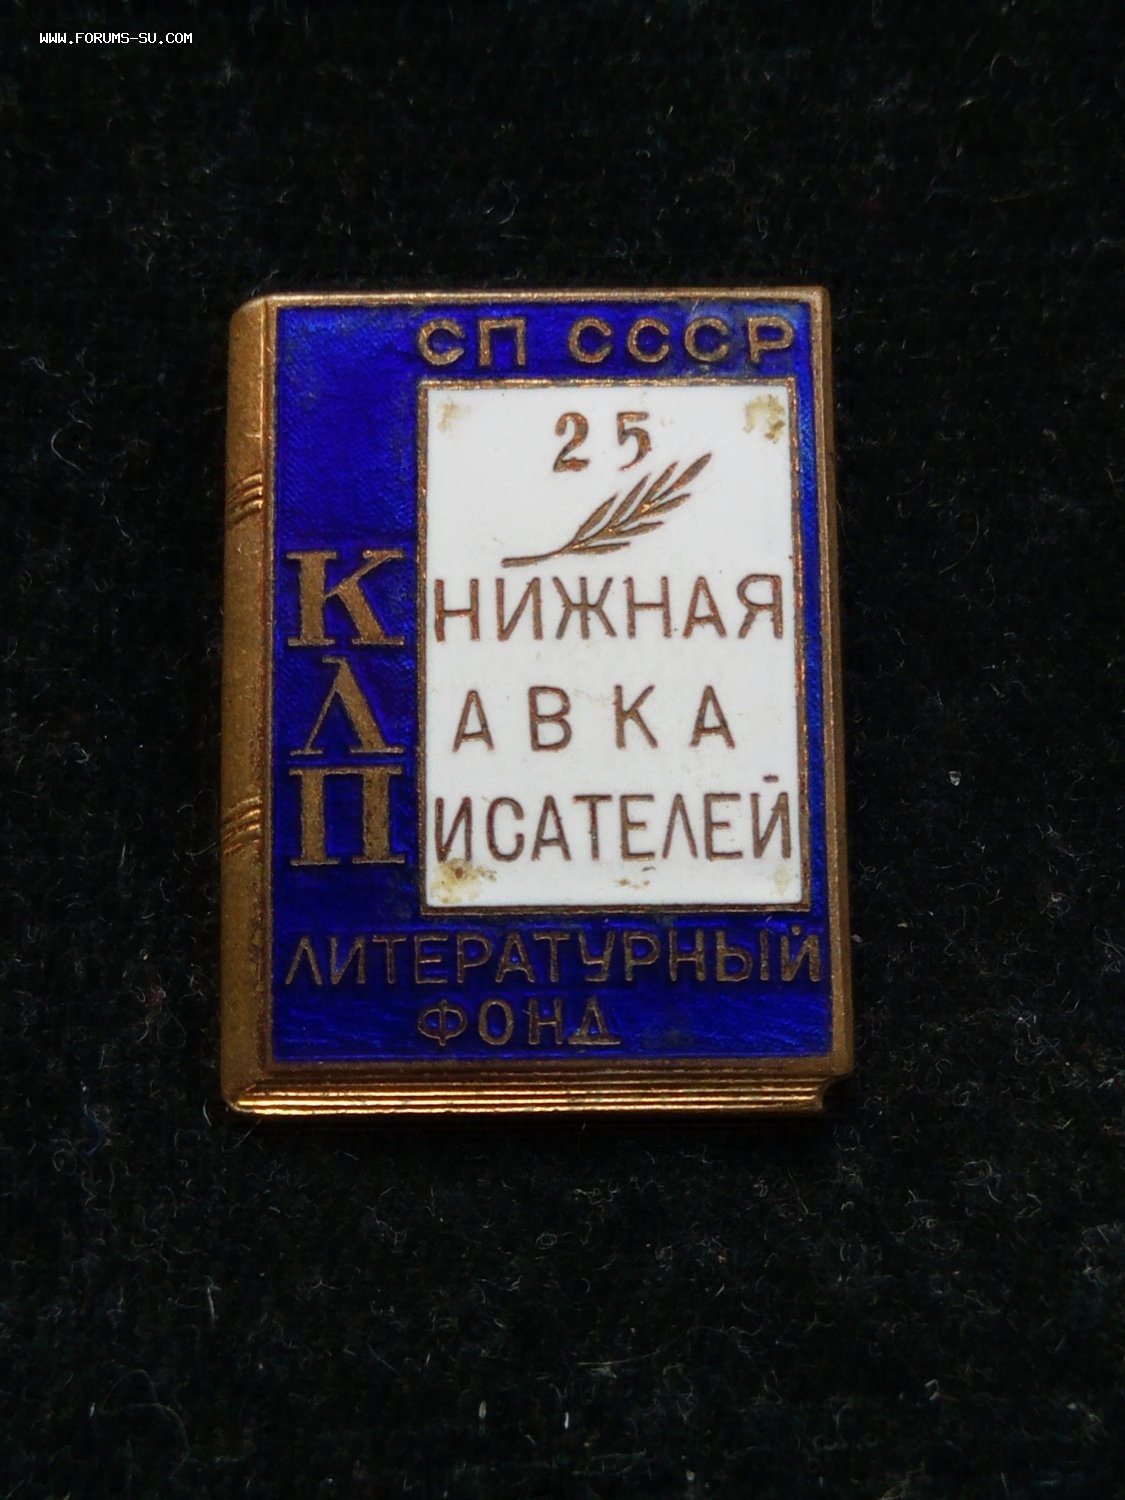 WWW.FORUMS-SU.COM
СП СССР
25
КНИЖНАЯ
ЛАВКА
ПИСАТЕЛЕЙ
ЛИТЕРАТУРНЫЙ
ФОНД